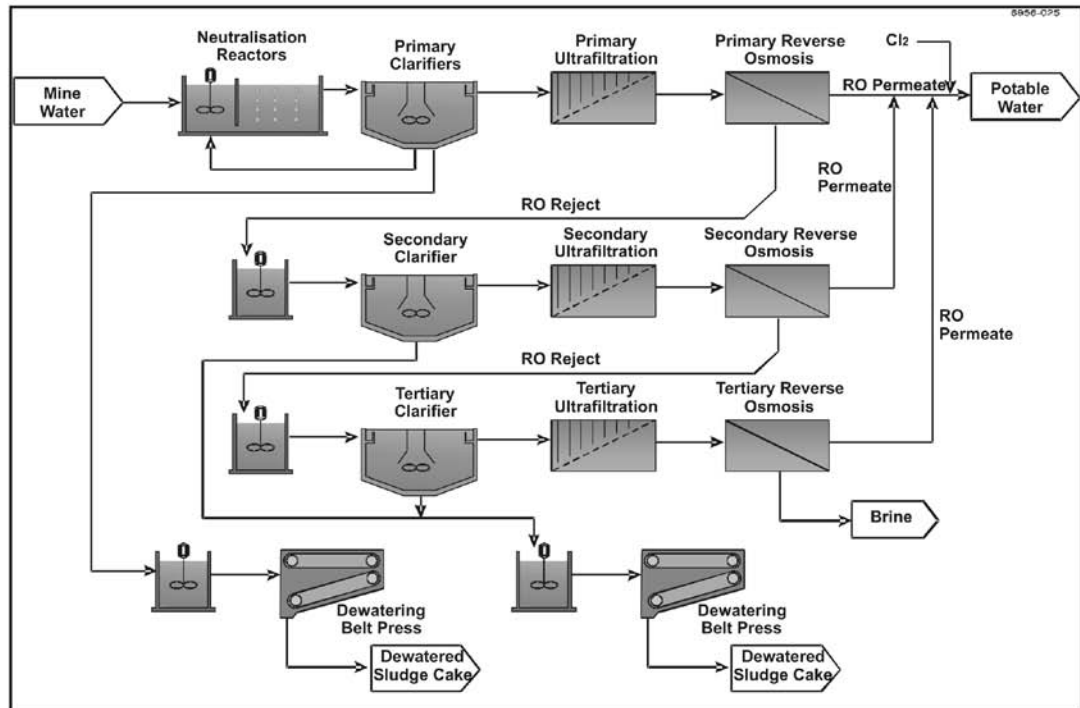 6956-025
Neutralisation
Reactors
Primary
Clarifiers
Primary
Ultrafiltration
Primary Reverse
Osmosis
Cl2
Mine
Water
RO Permeate
Potable
Water
RO
Permeate
RO Reject
Secondary
Clarifier
Secondary
Ultrafiltration
Secondary Reverse
Osmosis
RO
Permeate
RO Reject
Tertiary
Clarifier
Tertiary
Ultrafiltration
Tertiary Reverse
Osmosis
Brine
Dewatering
Belt Press
Dewatering
Belt Press
Dewatered
Sludge Cake
Dewatered
Sludge Cake